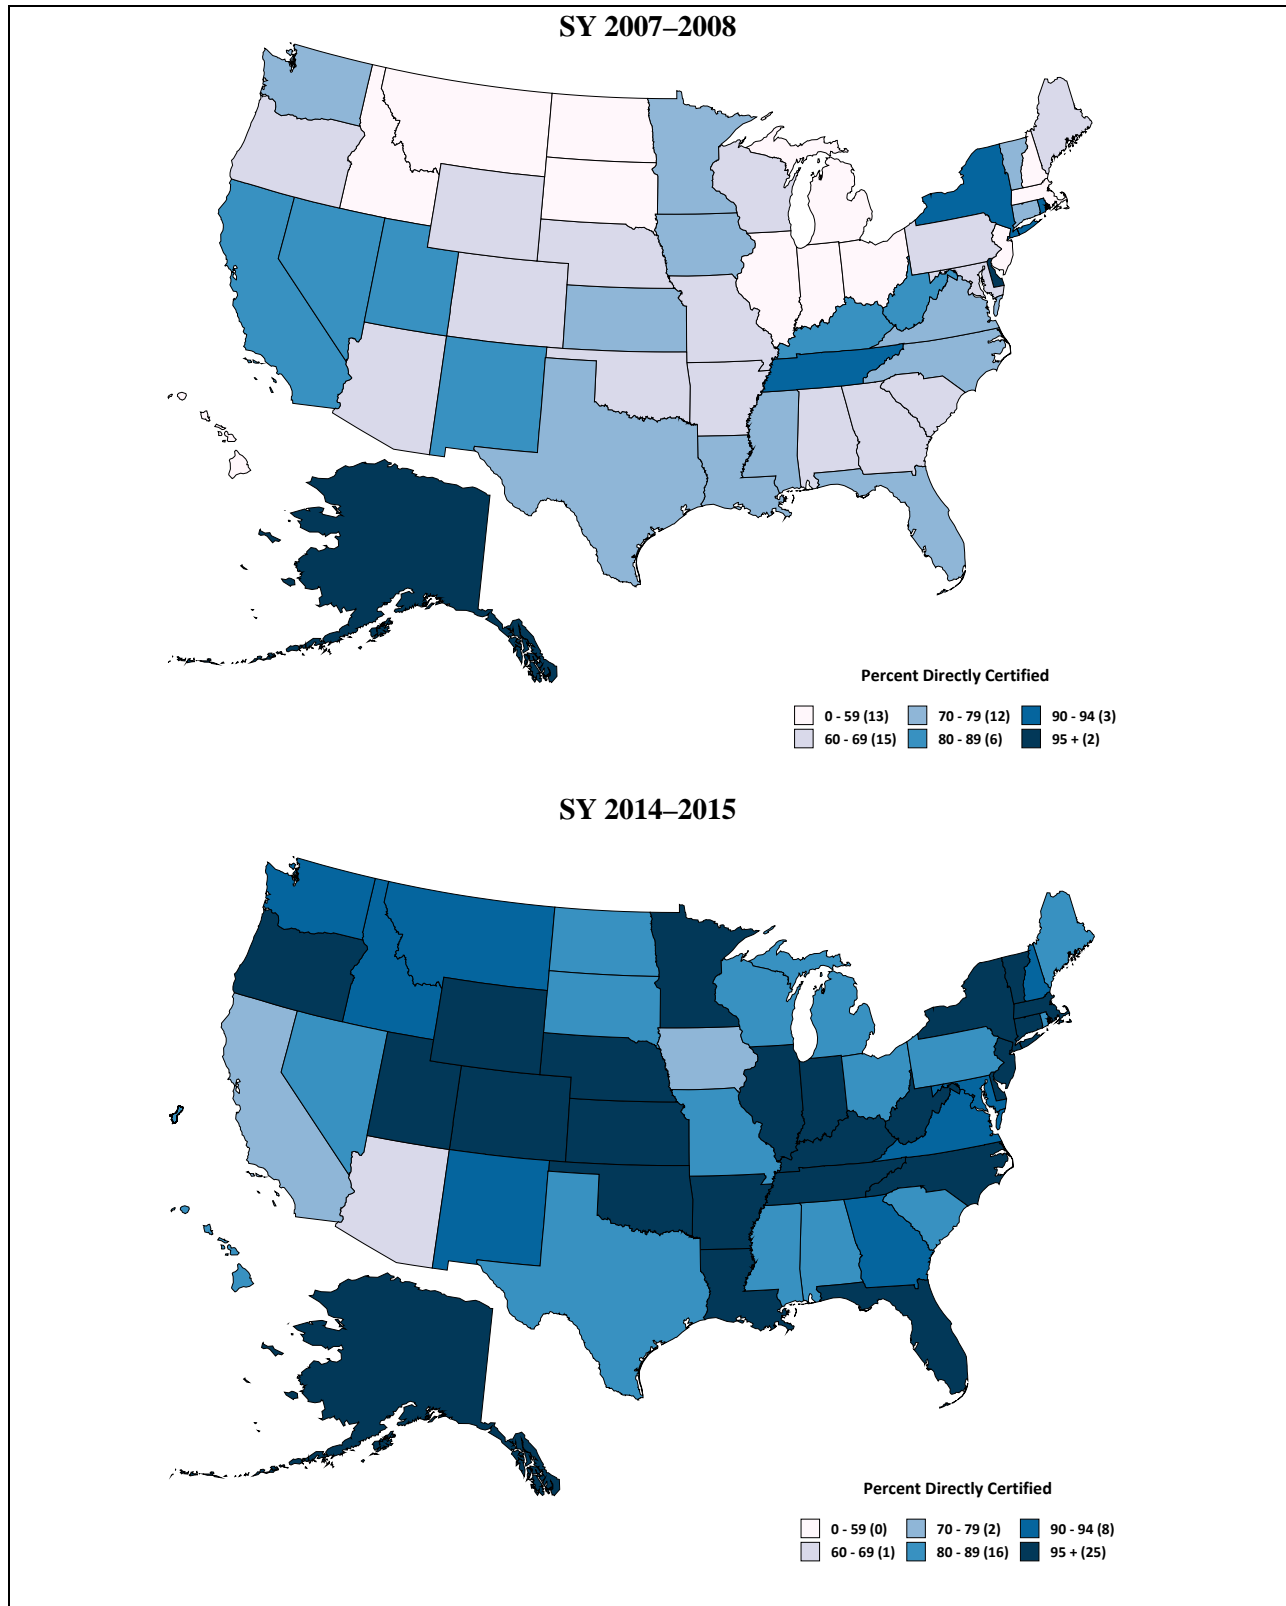 SY 2007–2008
Percent Directly Certified
0 - 59 (13) 70 - 79 (12) 90 - 94 (3)
60 - 69 (15) 80 - 89 (6) 95 + (2)
SY 2014–2015
Percent Directly Certified
0 - 59 (0) 70 - 79 (2) 90 - 94 (8)
60 - 69 (1) 80 - 89 (16) 95 + (25)